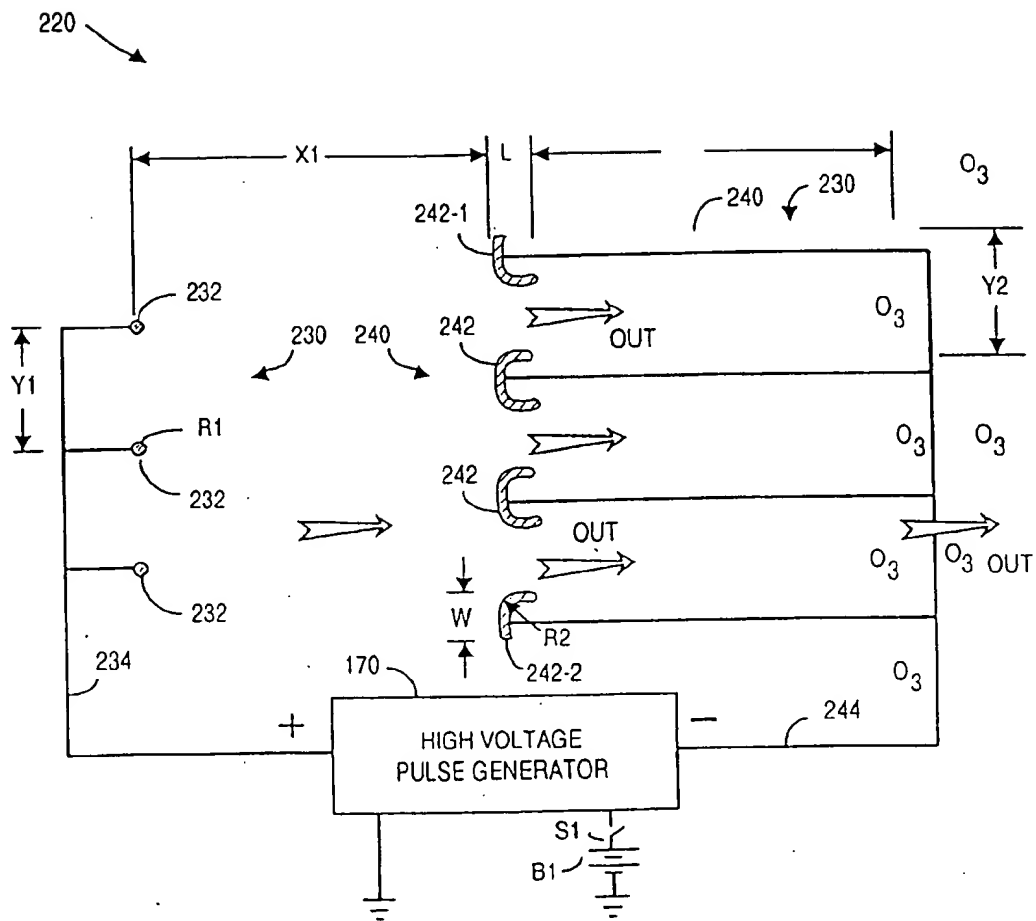 220
X1
L
O3
240
230
242-1
232
Y2
O3
OUT
230
240
242
Y1
R1
232
O3
O3
242
OUT
O3
O3
OUT
232
W
R2
242-2
234
170
O3
244
+
HIGH VOLTAGE
PULSE GENERATOR
−
S1
B1